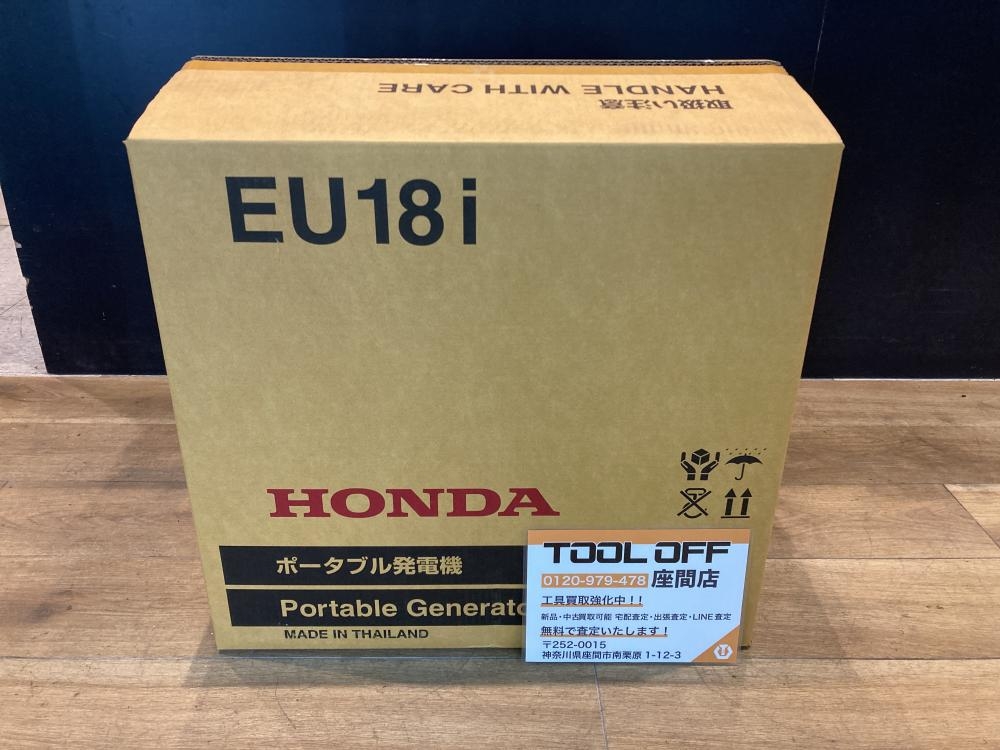 取扱い注意
HANDLE WITH CARE
EU18i
HONDA
ポータブル発電機
Portable Generato
MADE IN THAILAND
TOOL OFF
0120-979-478 座間店
工具買取強化中!!
新品・中古買取可能 宅配査定・出張査定・LINE査定
無料で査定いたします!
〒252-0015
神奈川県座間市南栗原 1-12-3